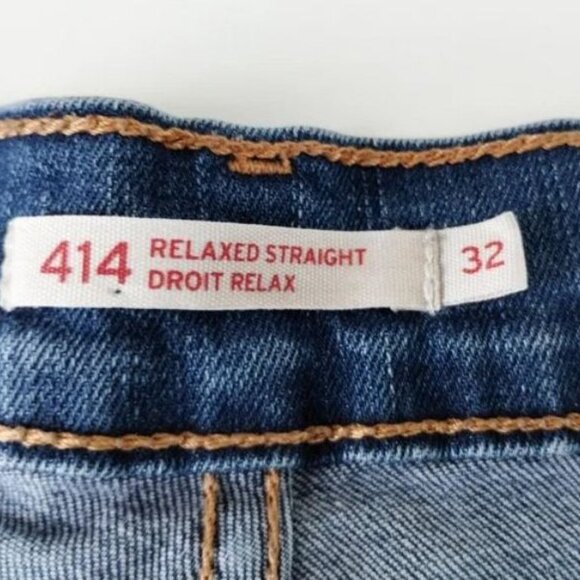 414
RELAXED STRAIGHT
DROIT RELAX
32